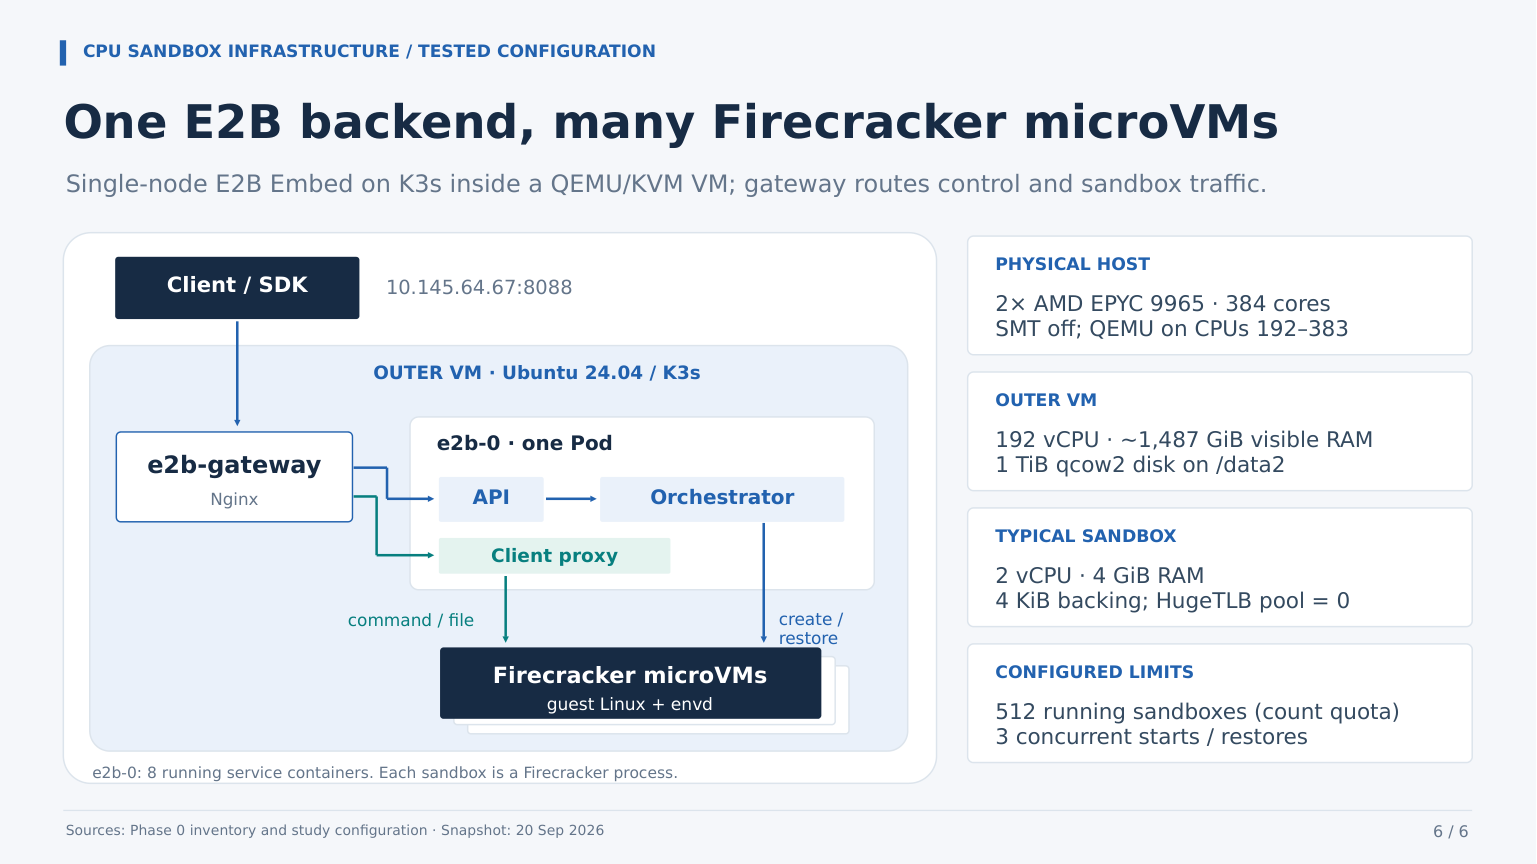 CPU SANDBOX INFRASTRUCTURE / TESTED CONFIGURATION
One E2B backend, many Firecracker microVMs
Single-node E2B Embed on K3s inside a QEMU/KVM VM; gateway routes control and sandbox traffic.
Client / SDK
10.145.64.67:8088
OUTER VM · Ubuntu 24.04 / K3s
e2b-gateway
Nginx
e2b-0 · one Pod
API
Orchestrator
Client proxy
command / file
create /
restore
Firecracker microVMs
guest Linux + envd
e2b-0: 8 running service containers. Each sandbox is a Firecracker process.
PHYSICAL HOST
2× AMD EPYC 9965 · 384 cores
SMT off; QEMU on CPUs 192–383
OUTER VM
192 vCPU · ~1,487 GiB visible RAM
1 TiB qcow2 disk on /data2
TYPICAL SANDBOX
2 vCPU · 4 GiB RAM
4 KiB backing; HugeTLB pool = 0
CONFIGURED LIMITS
512 running sandboxes (count quota)
3 concurrent starts / restores
Sources: Phase 0 inventory and study configuration · Snapshot: 20 Sep 2026
6 / 6